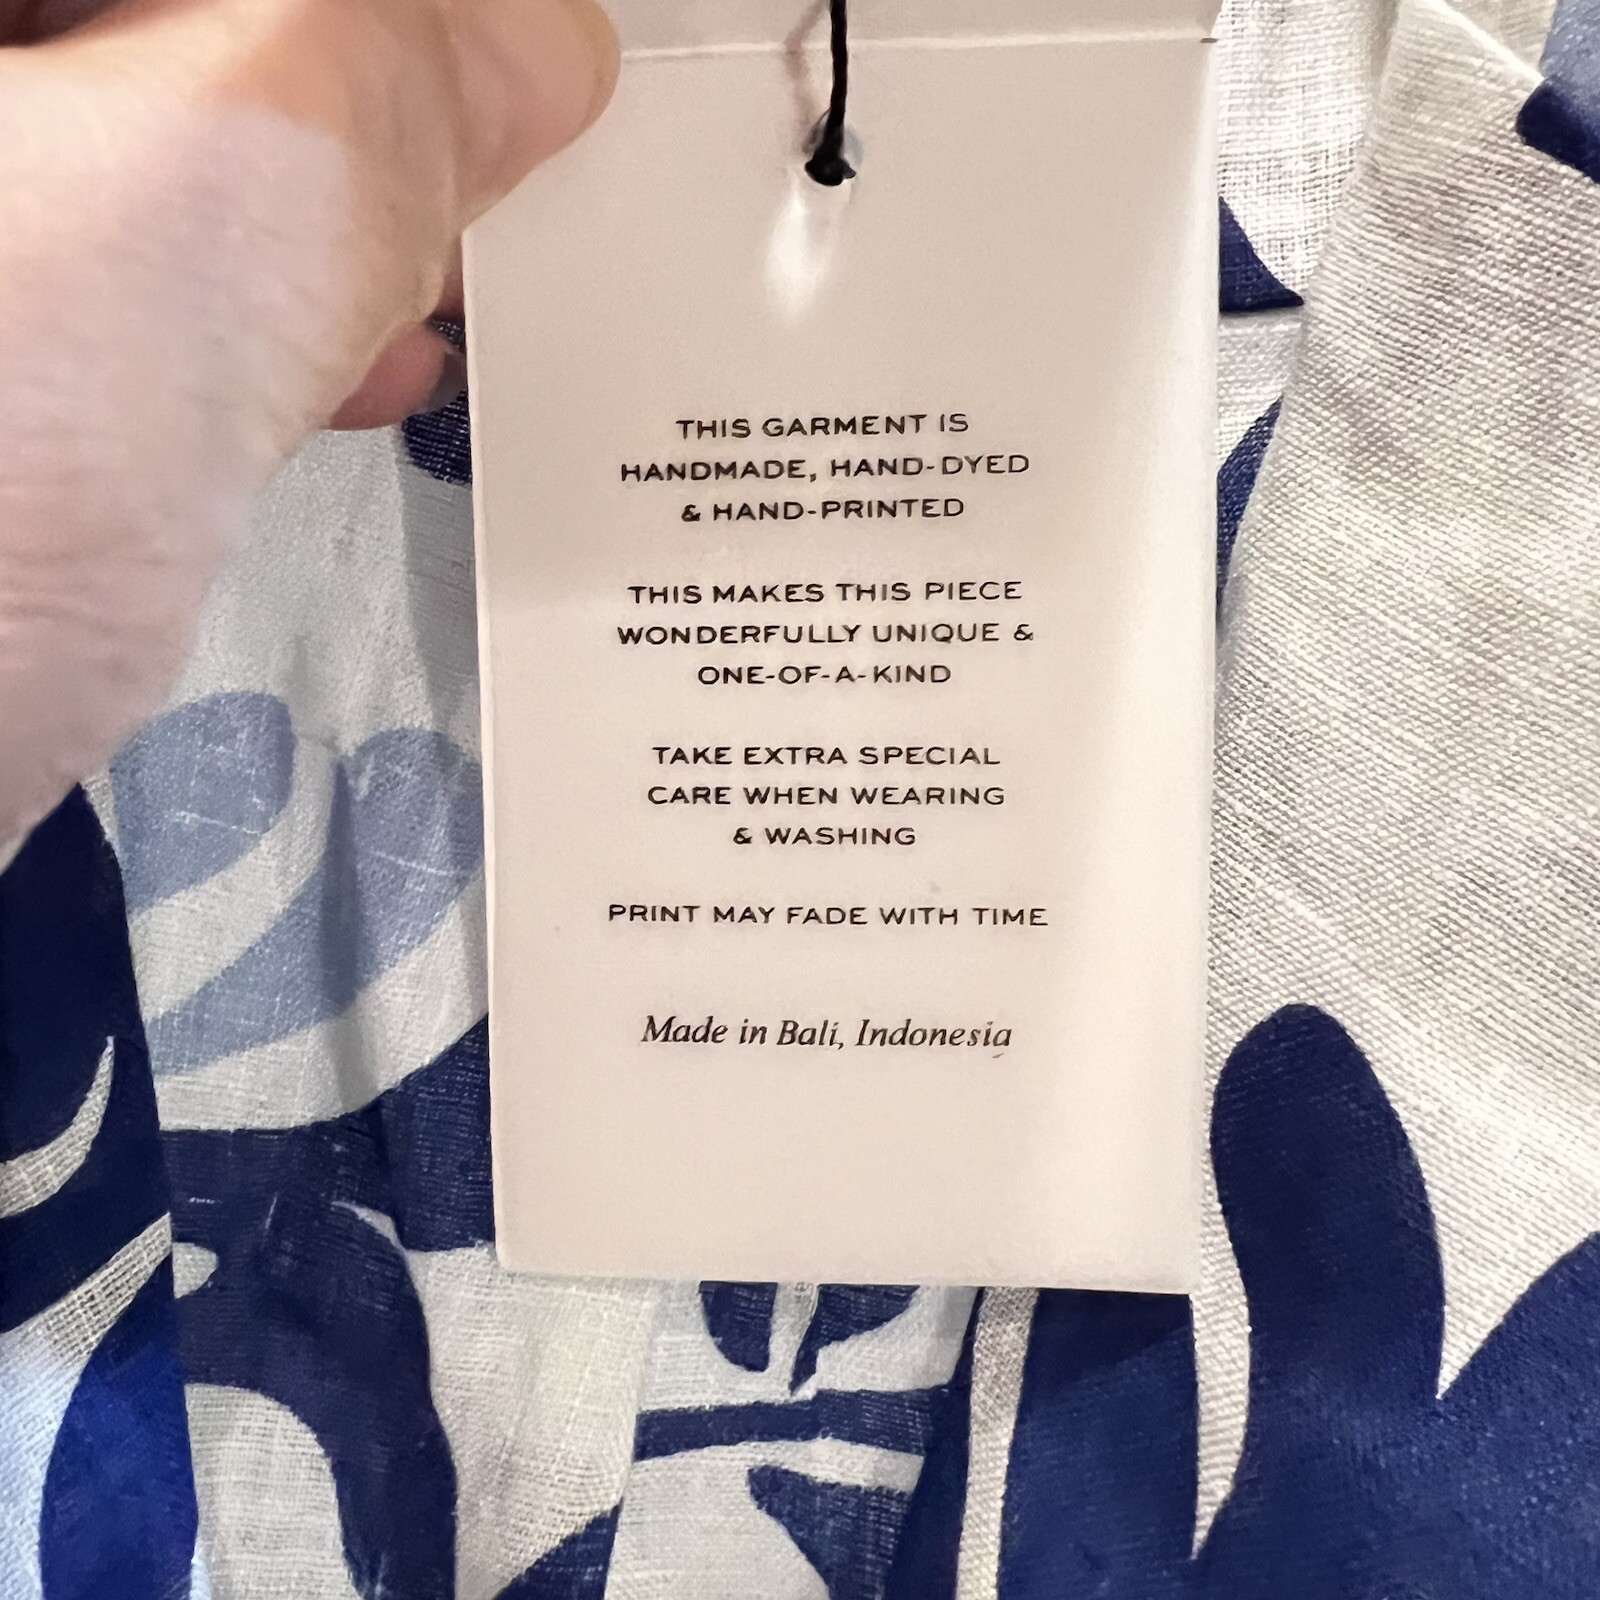 THIS GARMENT IS
HANDMADE, HAND-DYED
& HAND-PRINTED
THIS MAKES THIS PIECE
WONDERFULLY UNIQUE &
ONE-OF-A-KIND
TAKE EXTRA SPECIAL
CARE WHEN WEARING
& WASHING
PRINT MAY FADE WITH TIME
Made in Bali, Indonesia